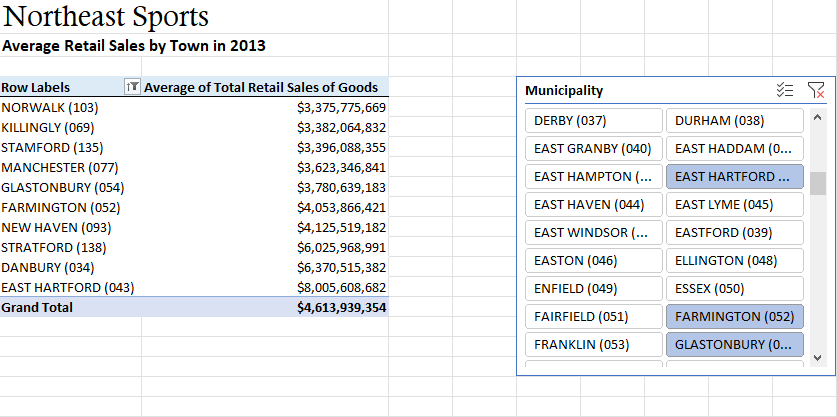 Northeast Sports
Average Retail Sales by Town in 2013
Row Labels Average of Total Retail Sales of Goods
NORWALK (103) $3,375,775,669
KILLINGLY (069) $3,382,064,832
STAMFORD (135) $3,396,088,355
MANCHESTER (077) $3,623,346,841
GLASTONBURY (054) $3,780,639,183
FARMINGTON (052) $4,053,866,421
NEW HAVEN (093) $4,125,519,182
STRATFORD (138) $6,025,968,991
DANBURY (034) $6,370,515,382
EAST HARTFORD (043) $8,005,608,682
Grand Total $4,613,939,354
Municipality
DERBY (037) DURHAM (038)
EAST GRANBY (040) EAST HADDAM (0...
EAST HAMPTON (... EAST HARTFORD ...
EAST HAVEN (044) EAST LYME (045)
EAST WINDSOR (... EASTFORD (039)
EASTON (046) ELLINGTON (048)
ENFIELD (049) ESSEX (050)
FAIRFIELD (051) FARMINGTON (052)
FRANKLIN (053) GLASTONBURY (0...